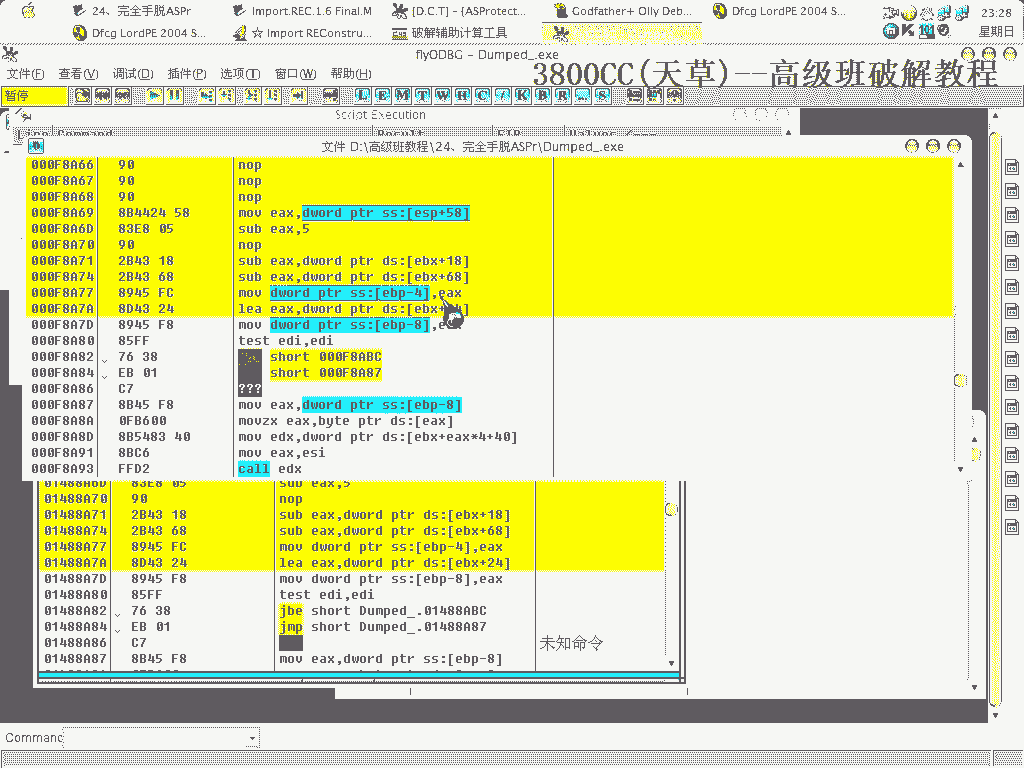 24、完全手脱ASPr
Import.REC.1.6 Final.M
[D.C.T] - {ASProtect...
Godfather+ Olly Deb...
Dfcg LordPE 2004 S...
23:28
Dfcg LordPE 2004 S...
☆ Import REConstru...
破解辅助计算工具
星期日
flyODBG - Dumped_.exe
文件(F) 查看(V) 调试(D) 插件(P) 选项(T) 窗口(W) 帮助(H)
3800CC(天草)--高级班破解教程
暂停
L E M T W H C / K B R ... S
Script Execution
文件 D:\高级班教程\24、完全手脱ASPr\Dumped_.exe
000F8A66 90 nop
000F8A67 90 nop
000F8A68 90 nop
000F8A69 8B4424 58 mov eax,dword ptr ss:[esp+58]
000F8A6D 83E8 05 sub eax,5
000F8A70 90 nop
000F8A71 2B43 18 sub eax,dword ptr ds:[ebx+18]
000F8A74 2B43 68 sub eax,dword ptr ds:[ebx+68]
000F8A77 8945 FC mov dword ptr ss:[ebp-4],eax
000F8A7A 8D43 24 lea eax,dword ptr ds:[ebx+24]
000F8A7D 8945 F8 mov dword ptr ss:[ebp-8],eax
000F8A80 85FF test edi,edi
000F8A82 76 38 short 000F8ABC
000F8A84 EB 01 short 000F8A87
000F8A86 C7 ???
000F8A87 8B45 F8 mov eax,dword ptr ss:[ebp-8]
000F8A8A 0FB600 movzx eax,byte ptr ds:[eax]
000F8A8D 8B5483 40 mov edx,dword ptr ds:[ebx+eax*4+40]
000F8A91 8BC6 mov eax,esi
000F8A93 FFD2 call edx
01488A6D 83E8 05 sub eax,5
01488A70 90 nop
01488A71 2B43 18 sub eax,dword ptr ds:[ebx+18]
01488A74 2B43 68 sub eax,dword ptr ds:[ebx+68]
01488A77 8945 FC mov dword ptr ss:[ebp-4],eax
01488A7A 8D43 24 lea eax,dword ptr ds:[ebx+24]
01488A7D 8945 F8 mov dword ptr ss:[ebp-8],eax
01488A80 85FF test edi,edi
01488A82 76 38 jbe short Dumped_.01488ABC
01488A84 EB 01 jmp short Dumped_.01488A87
01488A86 C7 未知命令
01488A87 8B45 F8 mov eax,dword ptr ss:[ebp-8]
Command